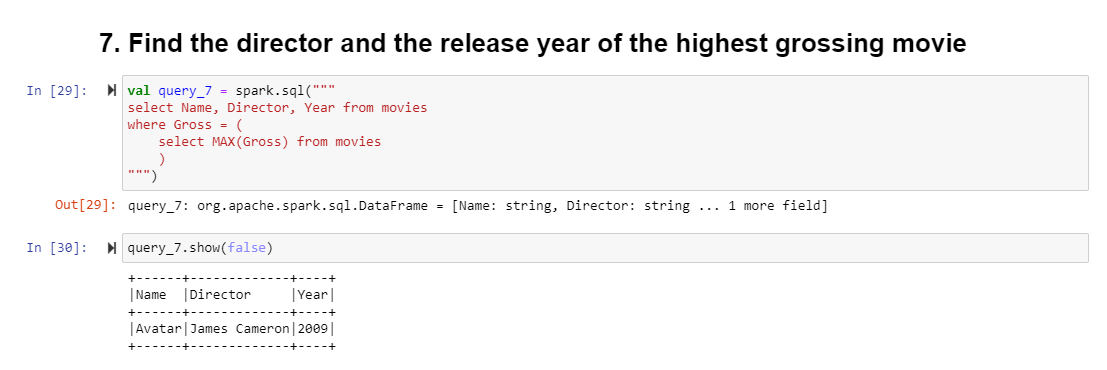 7. Find the director and the release year of the highest grossing movie
In [29]: val query_7 = spark.sql("""
select Name, Director, Year from movies
where Gross = (
    select MAX(Gross) from movies
    )
""")
Out[29]: query_7: org.apache.spark.sql.DataFrame = [Name: string, Director: string ... 1 more field]
In [30]: query_7.show(false)
+------+-------------+----+
|Name  |Director     |Year|
+------+-------------+----+
|Avatar|James Cameron|2009|
+------+-------------+----+